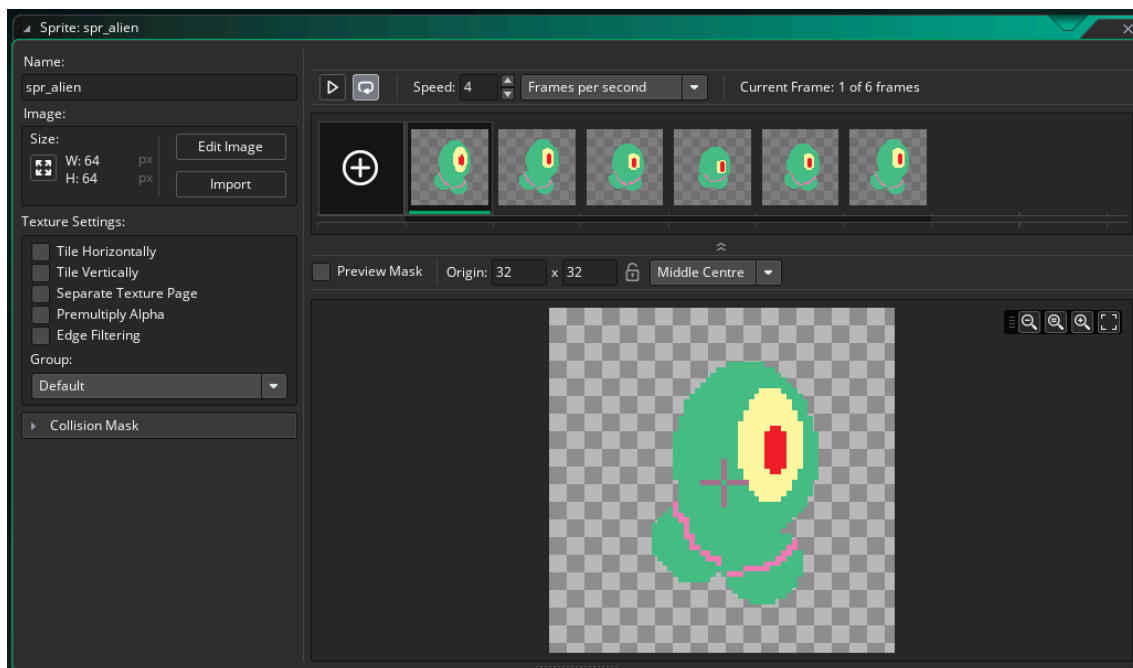 Sprite: spr_alien
Name:
spr_alien
Image:
Size:
W: 64 px
H: 64 px
Edit Image
Import
Texture Settings:
Tile Horizontally
Tile Vertically
Separate Texture Page
Premultiply Alpha
Edge Filtering
Group:
Default
Collision Mask
Speed: 4 Frames per second Current Frame: 1 of 6 frames
Preview Mask Origin: 32 x 32 Middle Centre